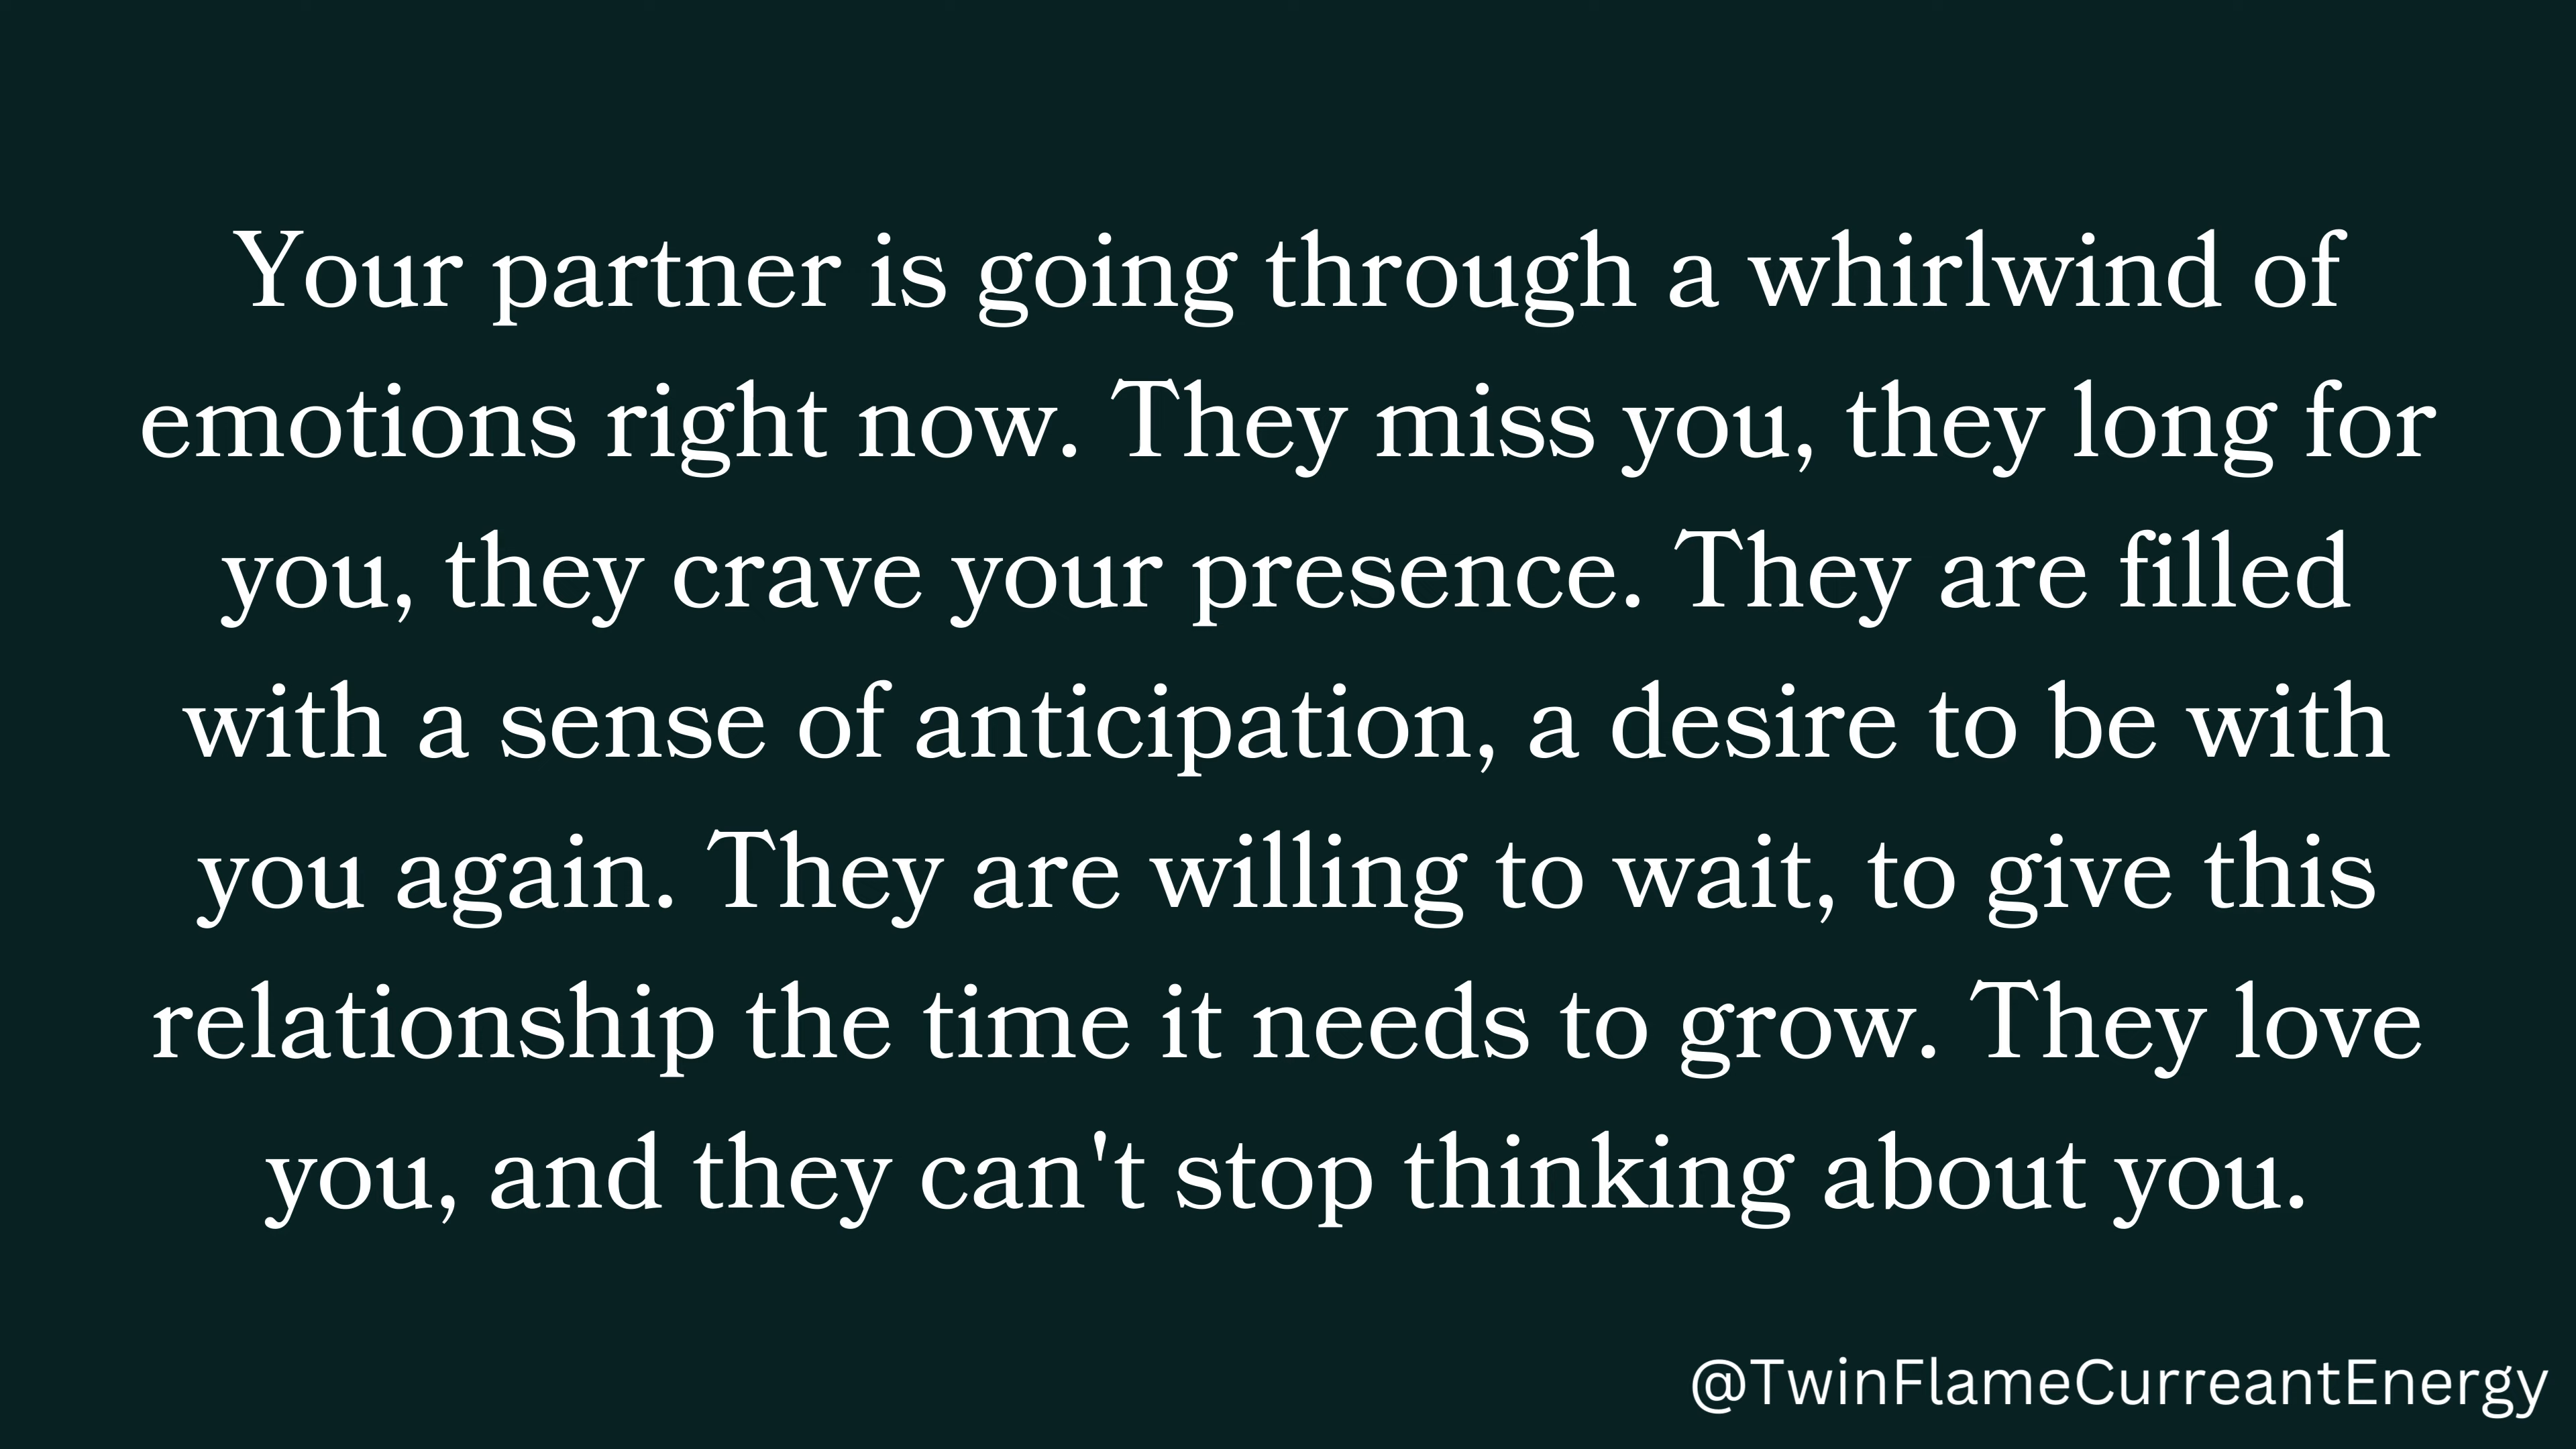 Your partner is going through a whirlwind of
emotions right now. They miss you, they long for
you, they crave your presence. They are filled
with a sense of anticipation, a desire to be with
you again. They are willing to wait, to give this
relationship the time it needs to grow. They love
you, and they can't stop thinking about you.
@TwinFlameCurreantEnergy